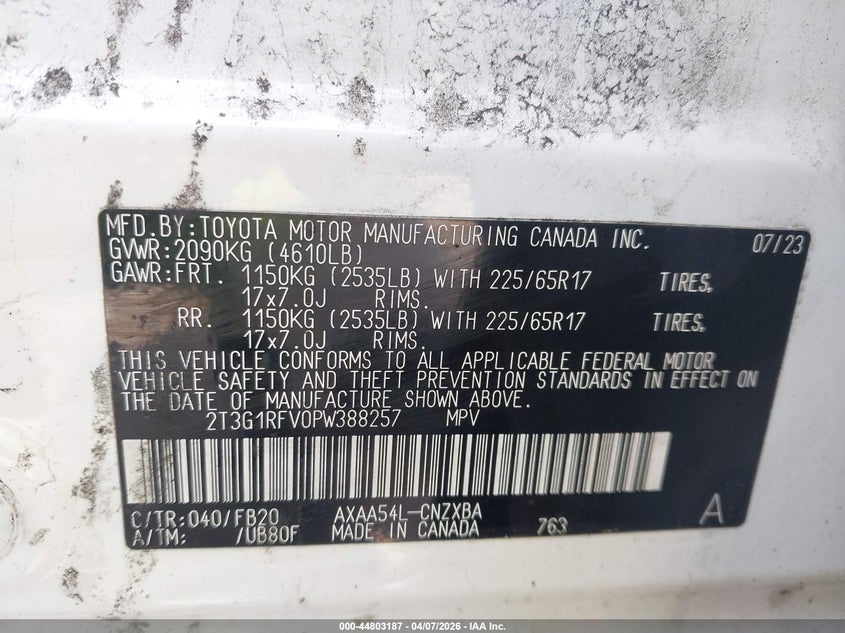 MFD.BY:TOYOTA MOTOR MANUFACTURING CANADA INC. 07/23
GVWR:2090KG (4610LB)
GAWR:FRT. 1150KG (2535LB) WITH 225/65R17 TIRES,
17x7.0J RIMS.
RR. 1150KG (2535LB) WITH 225/65R17 TIRES,
17x7.0J RIMS.
THIS VEHICLE CONFORMS TO ALL APPLICABLE FEDERAL MOTOR
VEHICLE SAFETY AND THEFT PREVENTION STANDARDS IN EFFECT ON
THE DATE OF MANUFACTURE SHOWN ABOVE.
2T3G1RFV0PW388257 MPV
C/TR:040/FB20 AXAA54L-CNZXBA
A/TM: /UB80F MADE IN CANADA 763 A
000-44803187 - 04/07/2026 - IAA Inc.